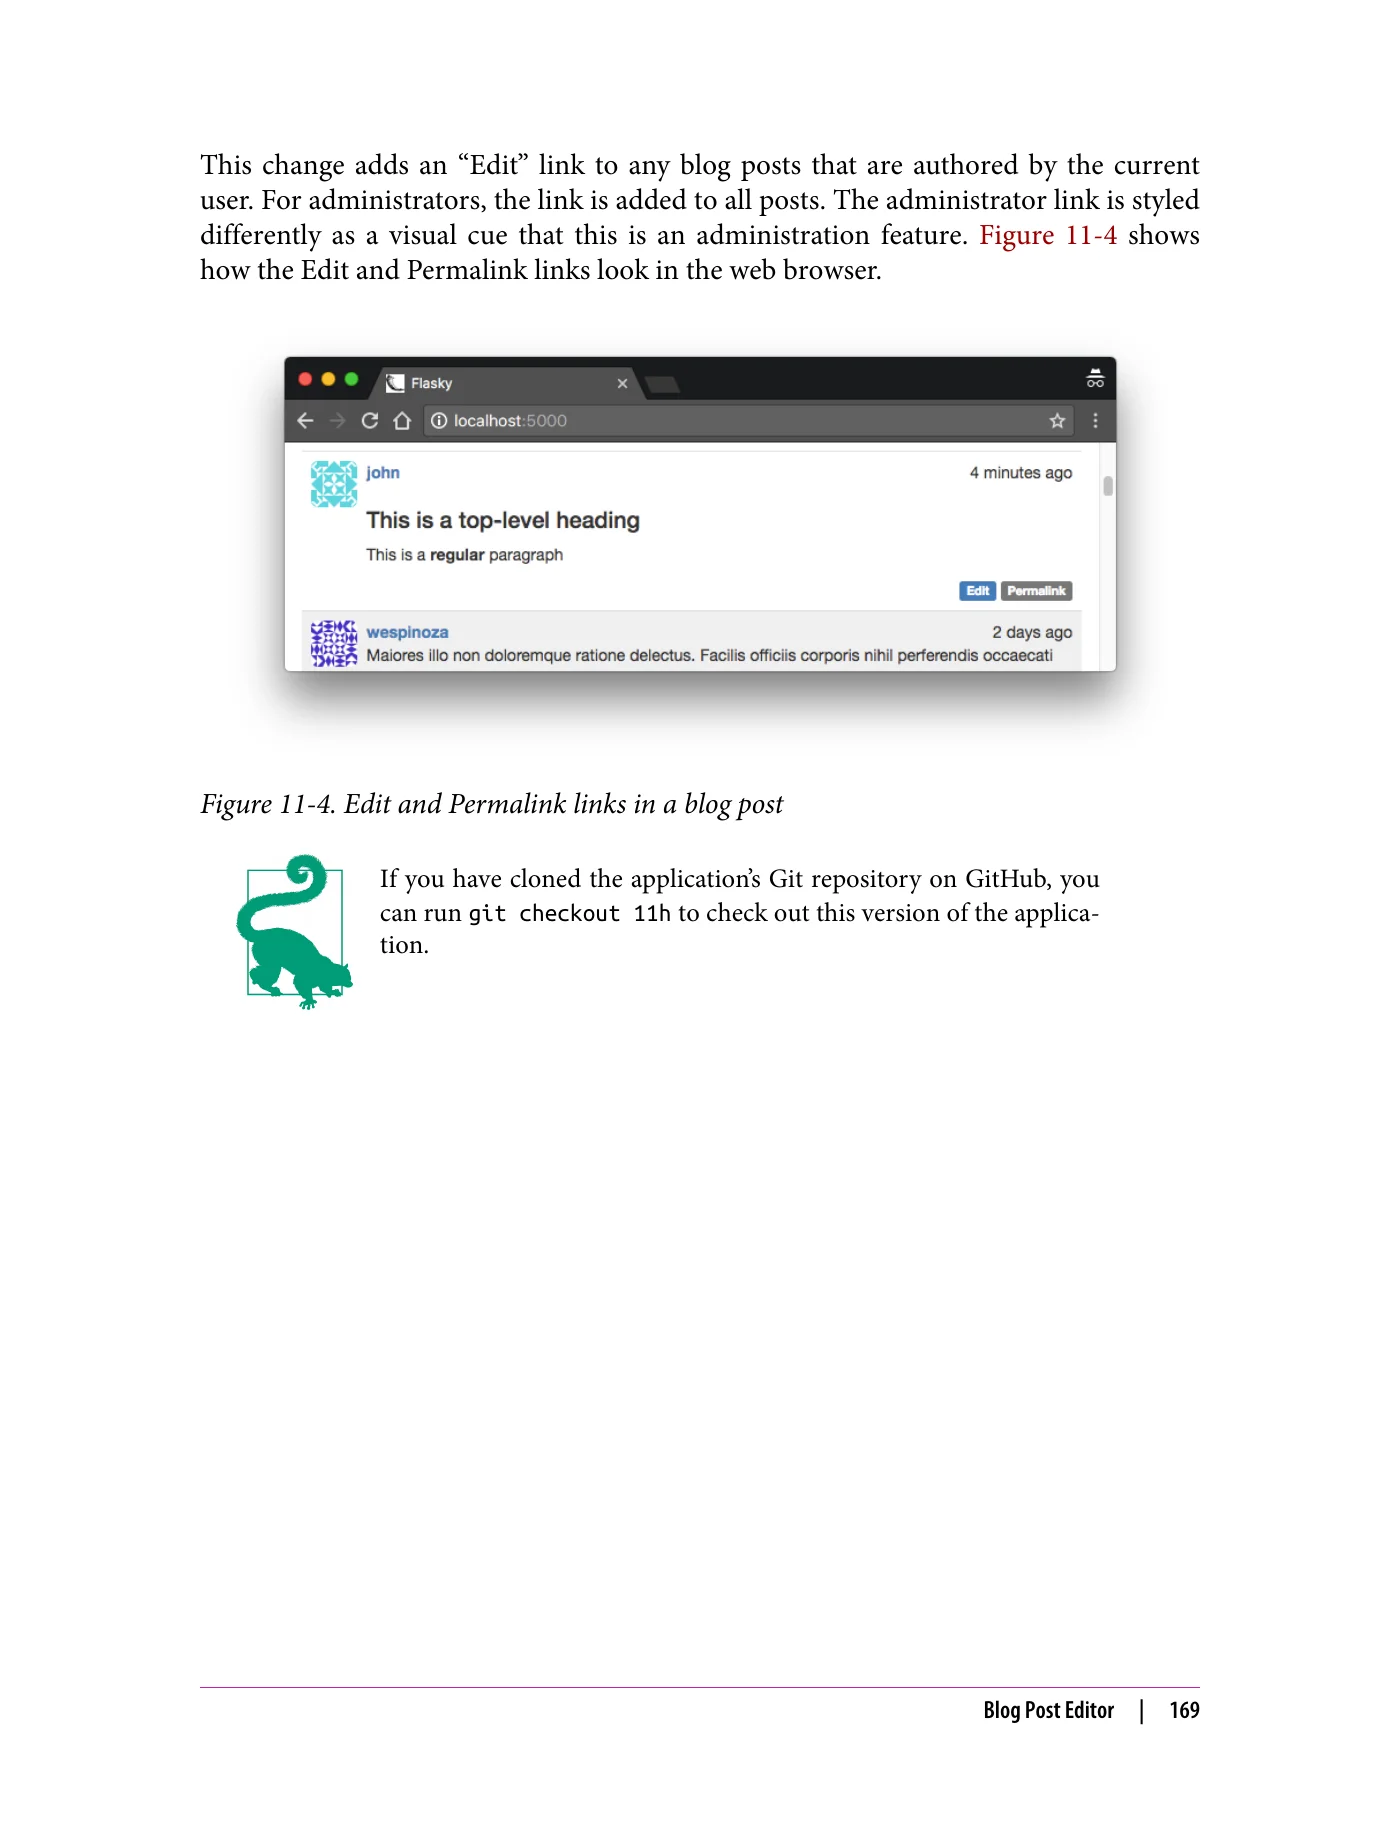 This change adds an “Edit” link to any blog posts that are authored by the current
user. For administrators, the link is added to all posts. The administrator link is styled
differently as a visual cue that this is an administration feature. Figure 11-4 shows
how the Edit and Permalink links look in the web browser.
Flasky
localhost:5000
john 4 minutes ago
This is a top-level heading
This is a regular paragraph
Edit Permalink
wespinoza 2 days ago
Maiores illo non doloremque ratione delectus. Facilis officiis corporis nihil perferendis occaecati
Figure 11-4. Edit and Permalink links in a blog post
If you have cloned the application’s Git repository on GitHub, you
can run git checkout 11h to check out this version of the applica-
tion.
Blog Post Editor | 169